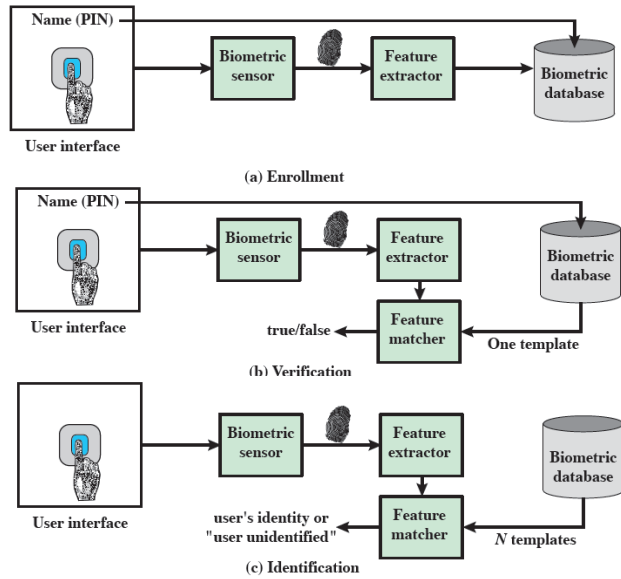 Name (PIN)
Biometric
sensor
Feature
extractor
Biometric
database
User interface
(a) Enrollment
Name (PIN)
Biometric
sensor
Feature
extractor
Biometric
database
Feature
matcher
true/false
One template
User interface
(b) Verification
Biometric
sensor
Feature
extractor
Biometric
database
Feature
matcher
user's identity or
"user unidentified"
N templates
User interface
(c) Identification